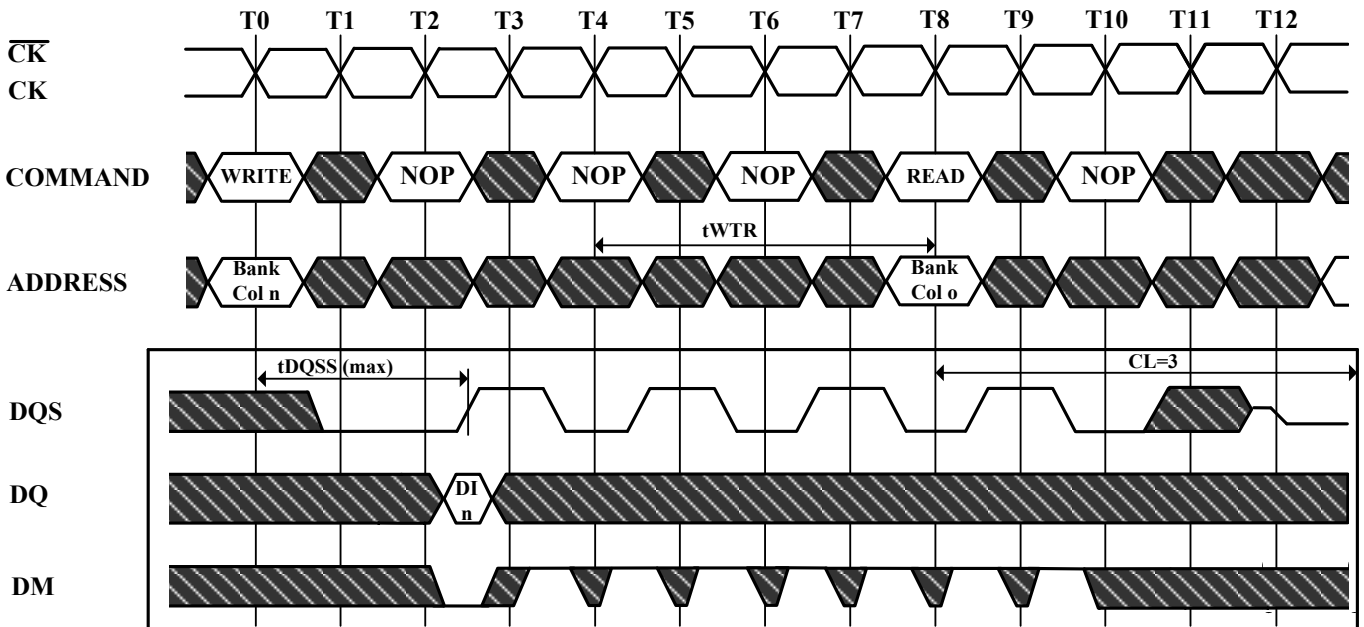 T0 T1 T2 T3 T4 T5 T6 T7 T8 T9 T10 T11 T12
CK
CK
COMMAND WRITE NOP NOP NOP READ NOP
tWTR
ADDRESS Bank Col n Bank Col o
tDQSS (max) CL=3
DQS
DQ DI n
DM